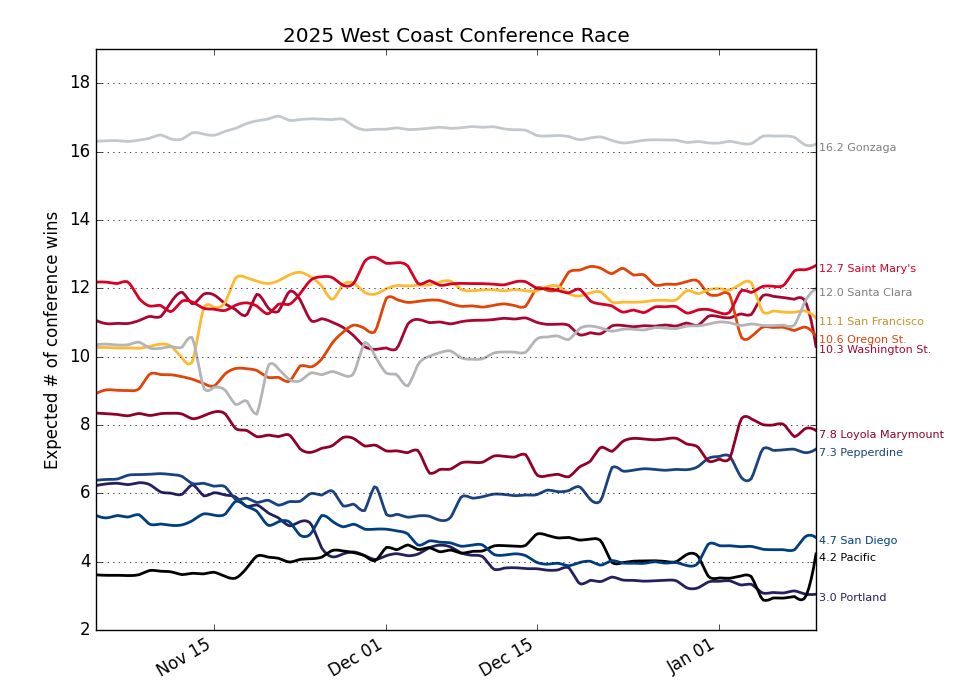 2025 West Coast Conference Race
Expected # of conference wins
18
16
14
12
10
8
6
4
2
16.2 Gonzaga
12.7 Saint Mary's
12.0 Santa Clara
11.1 San Francisco
10.6 Oregon St.
10.3 Washington St.
7.8 Loyola Marymount
7.3 Pepperdine
4.7 San Diego
4.2 Pacific
3.0 Portland
Nov 15
Dec 01
Dec 15
Jan 01